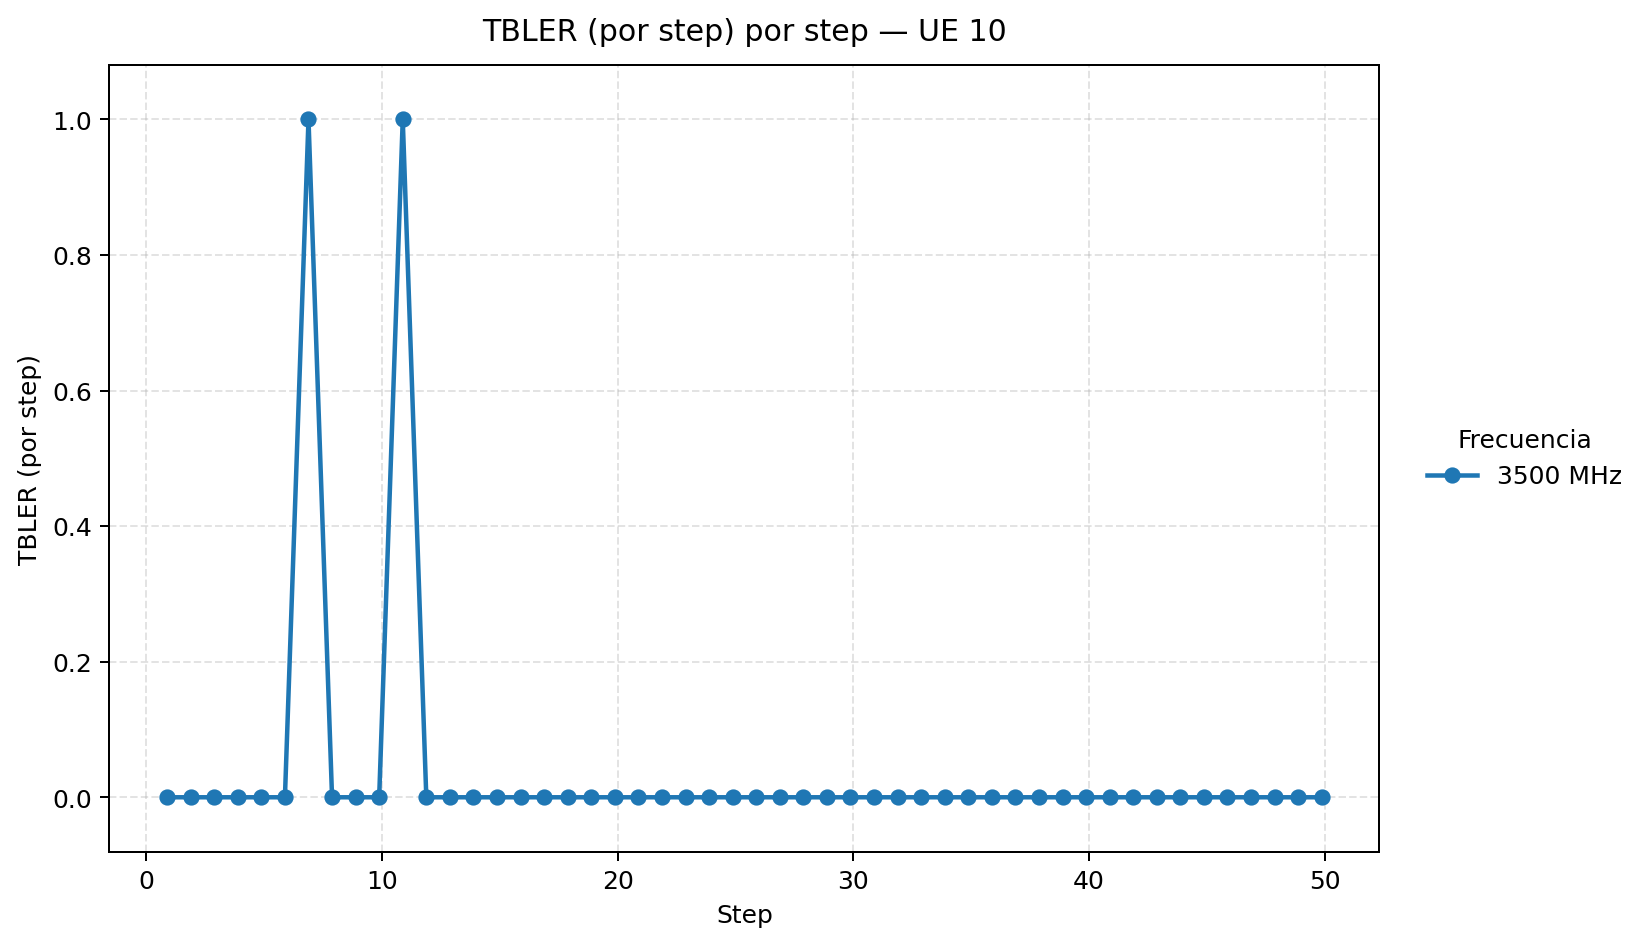 TBLER (por step) por step — UE 10
TBLER (por step)
1.0
0.8
0.6
0.4
0.2
0.0
0 10 20 30 40 50
Step
Frecuencia
3500 MHz